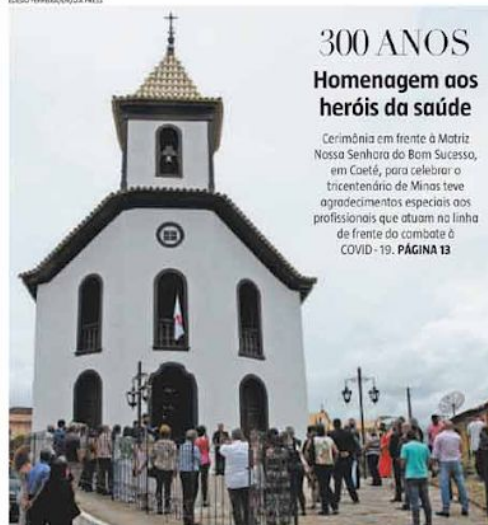 300 ANOS
Homenagem aos
heróis da saúde
Cerimônia em frente à Matriz
Nossa Senhora do Bom Sucesso,
em Caeté, para celebrar o
tricentenário de Minas teve
agradecimentos especiais aos
profissionais que atuam na linha
de frente do combate à
COVID-19. PÁGINA 13